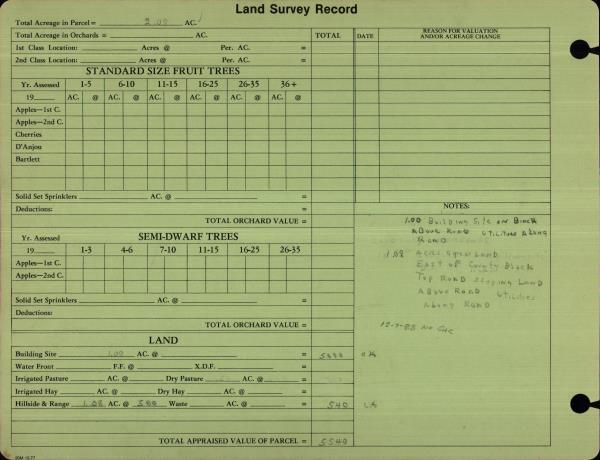 Land Survey Record
Total Acreage in Parcel = 2.08 AC.
Total Acreage in Orchards = AC. TOTAL DATE REASON FOR VALUATION AND/OR ACREAGE CHANGE
1st Class Location: Acres @ Per. AC. =
2nd Class Location: Acres @ Per. AC. =
STANDARD SIZE FRUIT TREES
Yr. Assessed 1-5 6-10 11-15 16-25 26-35 36+
19 AC. @ AC. @ AC. @ AC. @ AC. @ AC. @
Apples—1st C.
Apples—2nd C.
Cherries
D'Anjou
Bartlett
Solid Set Sprinklers AC. @ =
Deductions: =
TOTAL ORCHARD VALUE =
SEMI-DWARF TREES
Yr. Assessed 1-3 4-6 7-10 11-15 16-25 26-35
19 AC. @ AC. @ AC. @ AC. @ AC. @ AC. @
Apples—1st C.
Apples—2nd C.
Solid Set Sprinklers AC. @ =
Deductions: =
TOTAL ORCHARD VALUE =
LAND
Building Site 1.00 AC. @ = 5000
Water Front F.F. @ X.D.F. =
Irrigated Pasture AC. @ Dry Pasture AC. @ =
Irrigated Hay AC. @ Dry Hay AC. @ =
Hillside & Range 1.08 AC. @ 500 Waste AC. @ = 540
TOTAL APPRAISED VALUE OF PARCEL = 5540
NOTES:
1.00 Building Site on Bench
Above Road Utilities Along
Road
1.08 Acres open Land
East of County
Top Road Sloping Land
Above Road Utilities
Along Road
12-7-88 No CHG